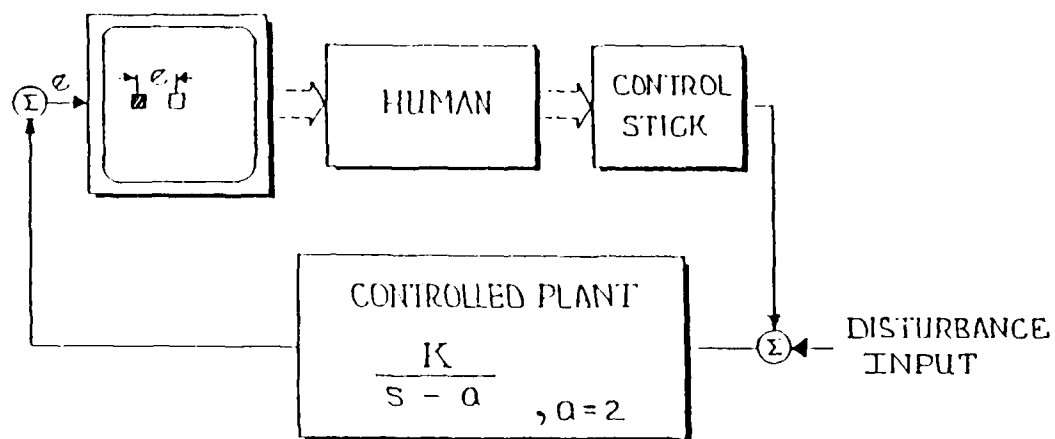 Σ
e
e
HUMAN
CONTROL
STICK
CONTROLLED PLANT
K
s - a
, a = 2
Σ
DISTURBANCE
INPUT